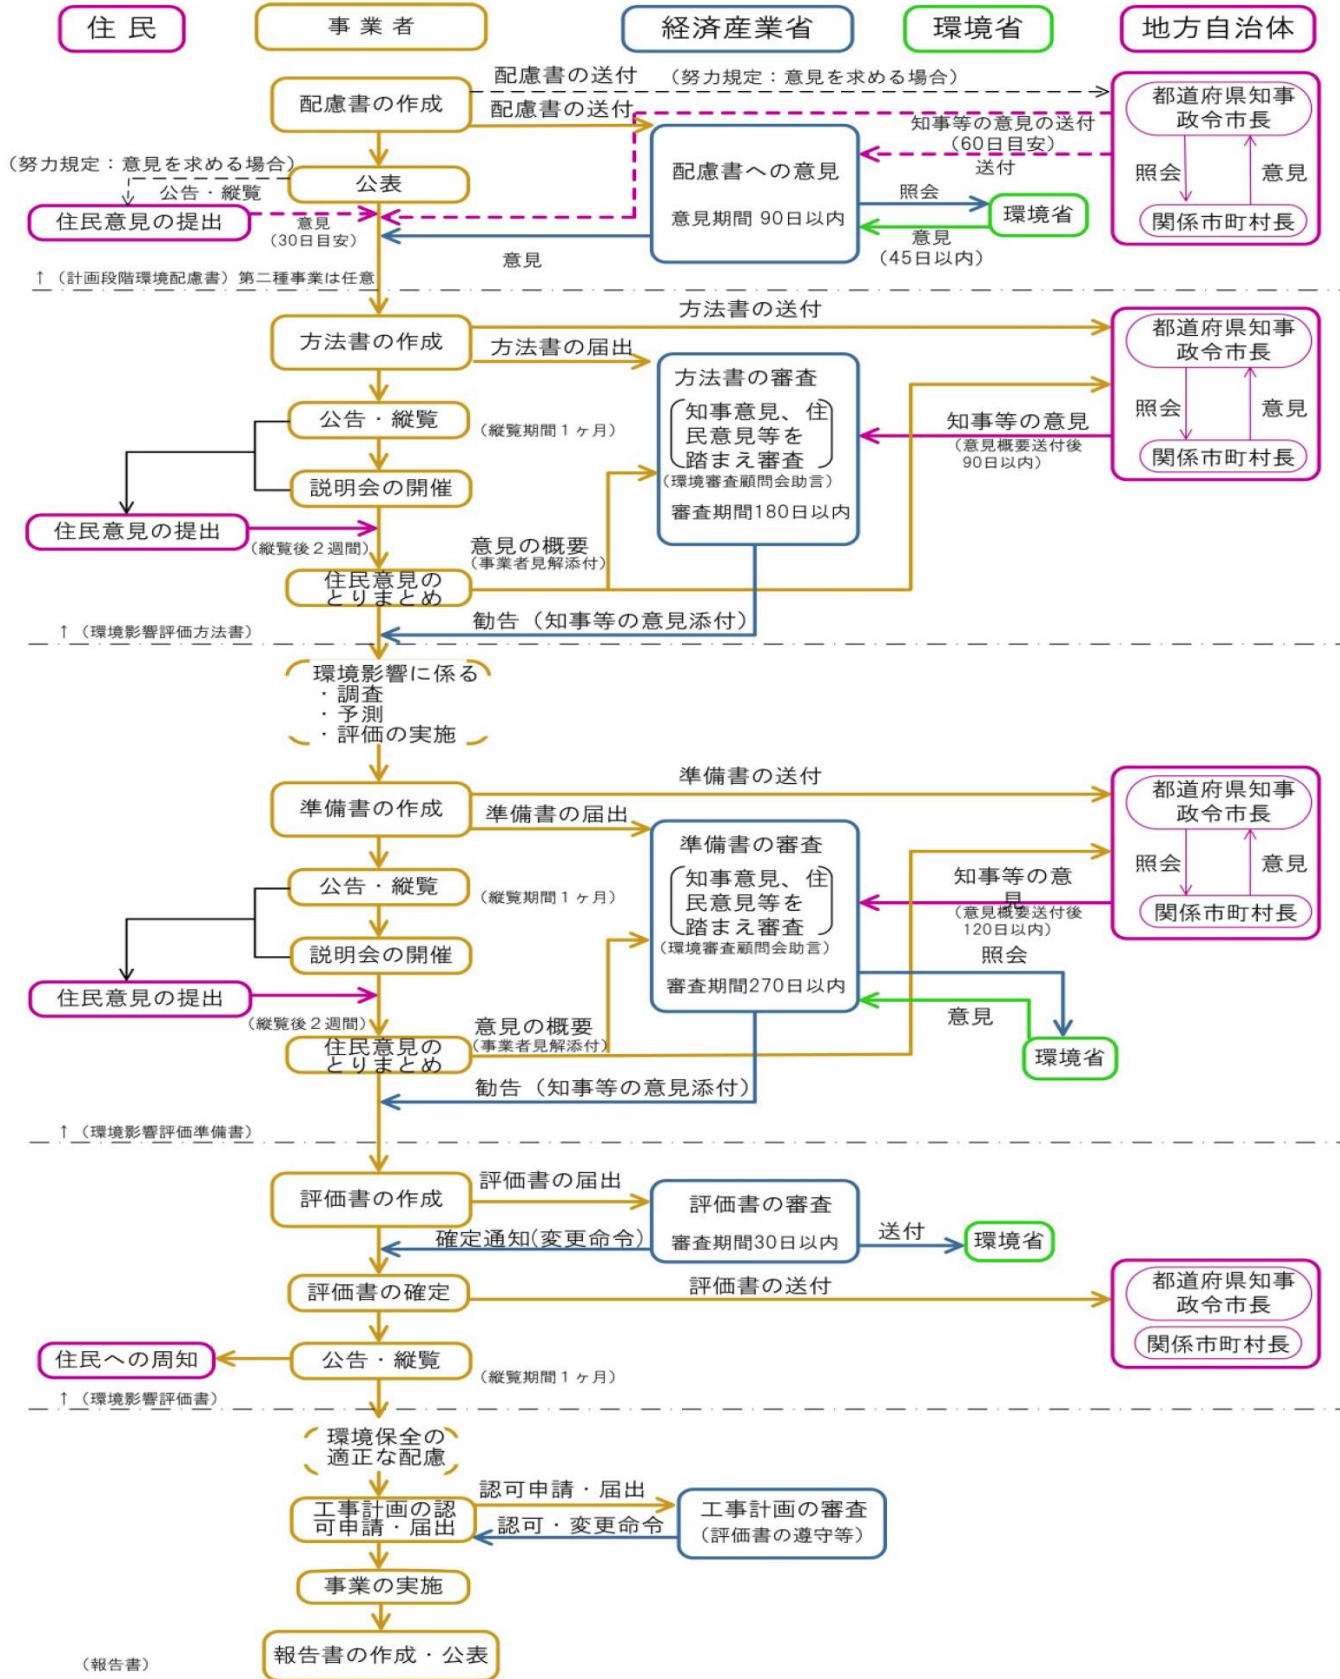 住 民
事 業 者
経済産業省
環境省
地方自治体
配慮書の作成
配慮書の送付 （努力規定：意見を求める場合）
配慮書の送付
都道府県知事
政令市長
知事等の意見の送付
（60日目安）
送付
照会
意見
関係市町村長
（努力規定：意見を求める場合）
公告・縦覧
公表
配慮書への意見
意見期間 90日以内
照会
環境省
意見
（45日以内）
住民意見の提出
意見
（30日目安）
意見
↑（計画段階環境配慮書）第二種事業は任意
方法書の作成
方法書の送付
方法書の届出
都道府県知事
政令市長
照会
意見
関係市町村長
方法書の審査
知事意見、住
民意見等を
踏まえ審査
（環境審査顧問会助言）
審査期間180日以内
知事等の意見
（意見概要送付後
90日以内）
公告・縦覧
（縦覧期間１ヶ月）
説明会の開催
住民意見の提出
（縦覧後２週間）
意見の概要
（事業者見解添付）
住民意見の
とりまとめ
勧告（知事等の意見添付）
↑（環境影響評価方法書）
環境影響に係る
・調査
・予測
・評価の実施
準備書の作成
準備書の送付
準備書の届出
都道府県知事
政令市長
照会
意見
関係市町村長
準備書の審査
知事意見、住
民意見等を
踏まえ審査
（環境審査顧問会助言）
審査期間270日以内
知事等の意
見
（意見概要送付後
120日以内）
照会
意見
環境省
公告・縦覧
（縦覧期間１ヶ月）
説明会の開催
住民意見の提出
（縦覧後２週間）
意見の概要
（事業者見解添付）
住民意見の
とりまとめ
勧告（知事等の意見添付）
↑（環境影響評価準備書）
評価書の作成
評価書の届出
評価書の審査
審査期間30日以内
確定通知(変更命令)
送付
環境省
評価書の確定
評価書の送付
都道府県知事
政令市長
関係市町村長
住民への周知
公告・縦覧
（縦覧期間１ヶ月）
↑（環境影響評価書）
環境保全の
適正な配慮
工事計画の認
可申請・届出
認可申請・届出
認可・変更命令
工事計画の審査
（評価書の遵守等）
事業の実施
報告書の作成・公表
（報告書）